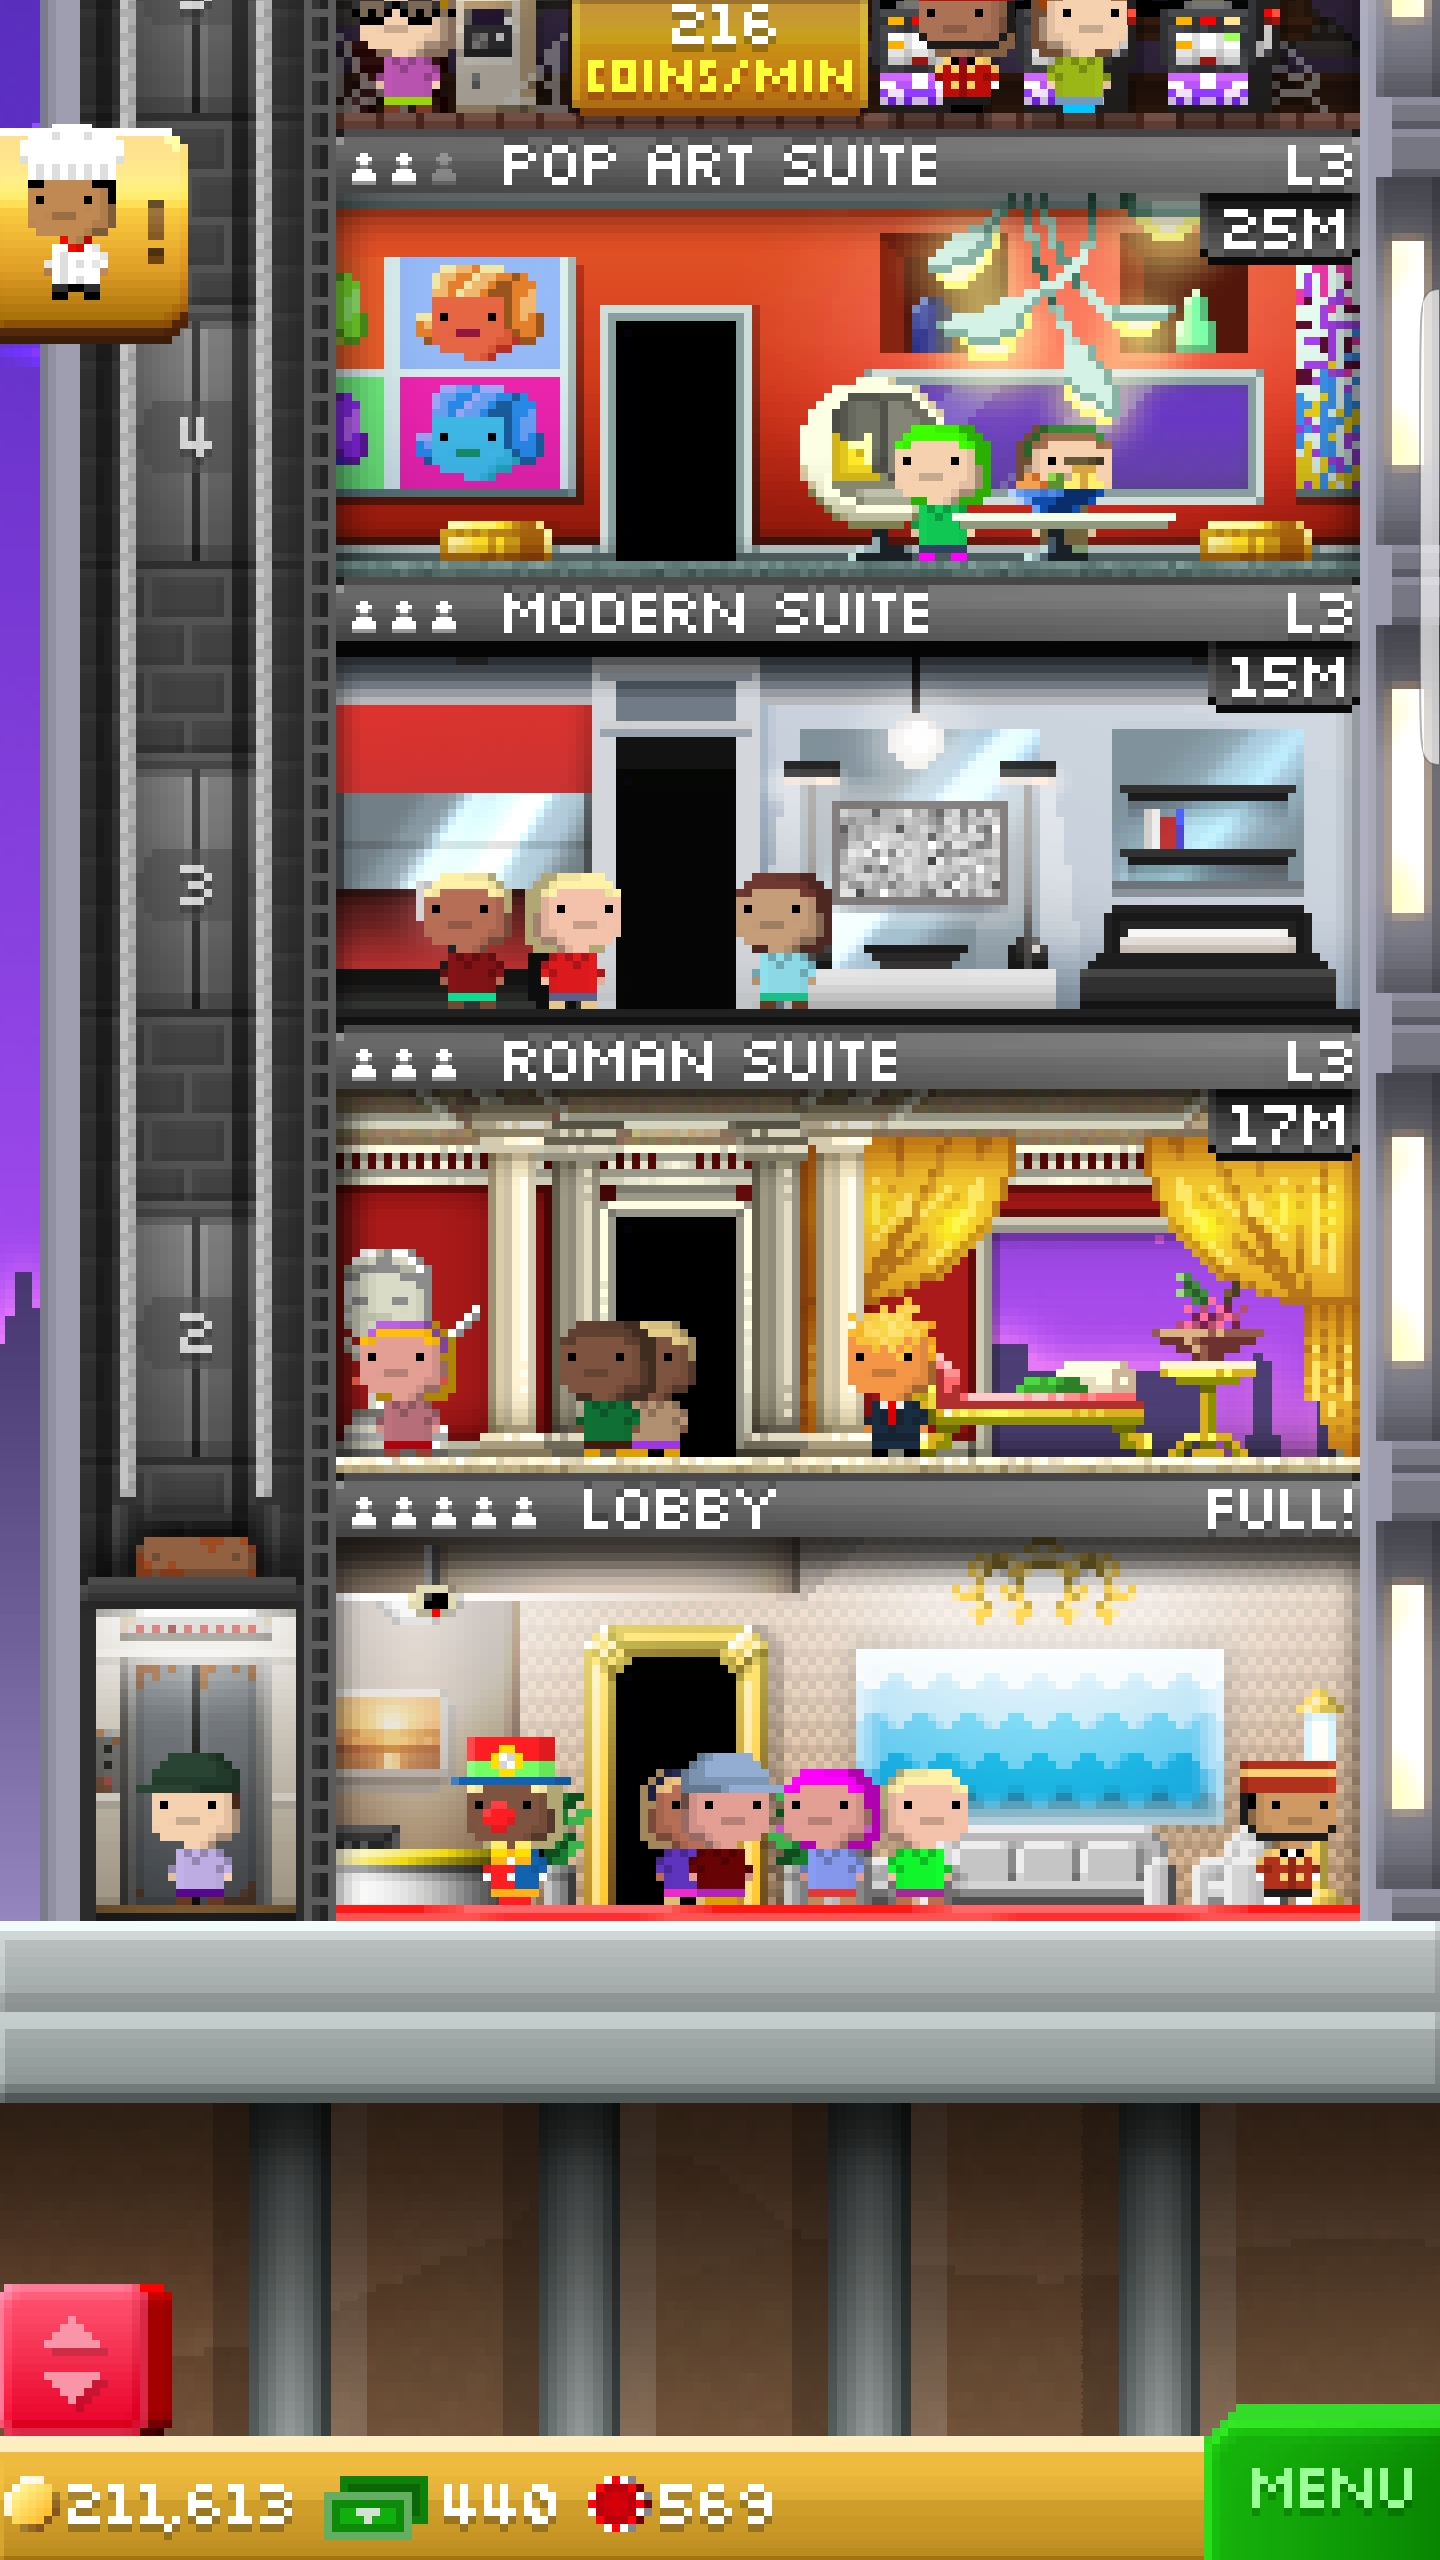 216
COINS/MIN
POP ART SUITE L3
25M
!
4
MODERN SUITE L3
15M
3
ROMAN SUITE L3
17M
2
LOBBY FULL!
211,613 440 569
MENU